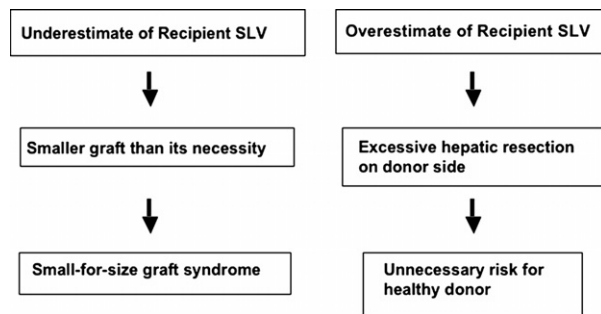 Underestimate of Recipient SLV
Smaller graft than its necessity
Small-for-size graft syndrome
Overestimate of Recipient SLV
Excessive hepatic resection
on donor side
Unnecessary risk for
healthy donor